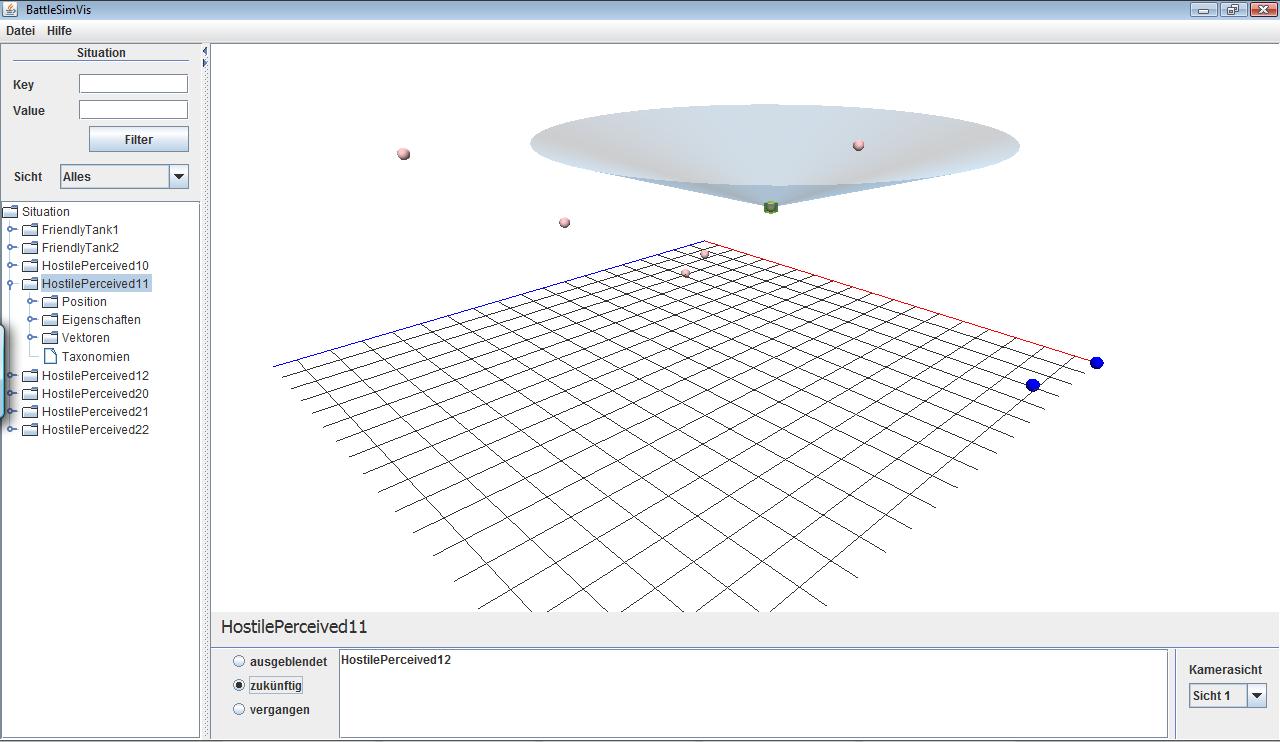 BattleSimVis
Datei Hilfe
Situation
Key
Value
Filter
Sicht Alles
Situation
FriendlyTank1
FriendlyTank2
HostilePerceived10
HostilePerceived11
Position
Eigenschaften
Vektoren
Taxonomien
HostilePerceived12
HostilePerceived20
HostilePerceived21
HostilePerceived22
HostilePerceived11
ausgeblendet
zukünftig
vergangen
HostilePerceived12
Kamerasicht
Sicht 1